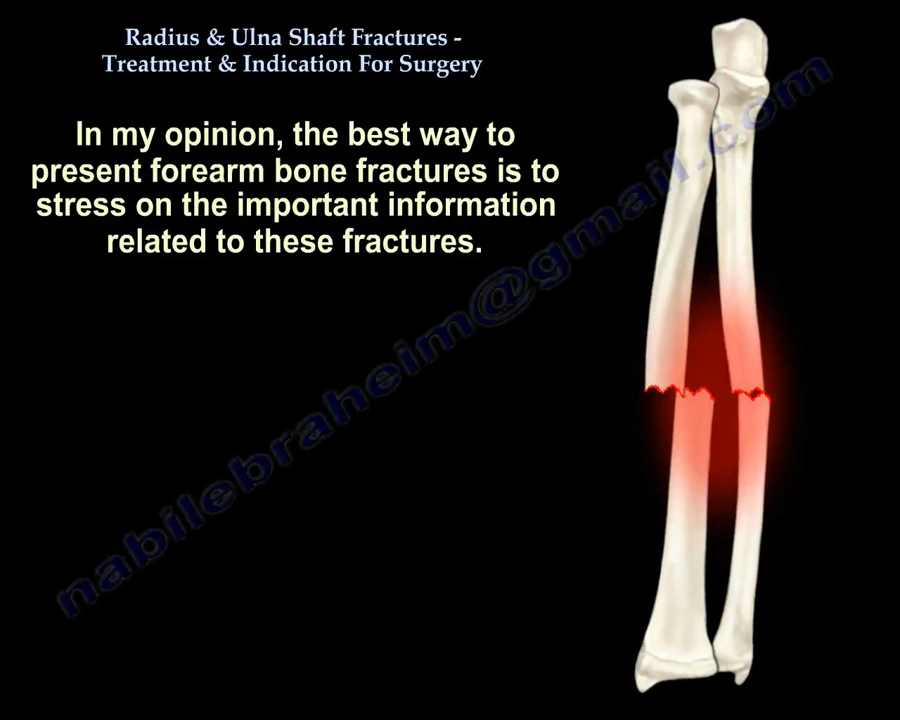 Radius & Ulna Shaft Fractures -
Treatment & Indication For Surgery
In my opinion, the best way to
present forearm bone fractures is to
stress on the important information
related to these fractures.
nabilebraheim@gmail.com